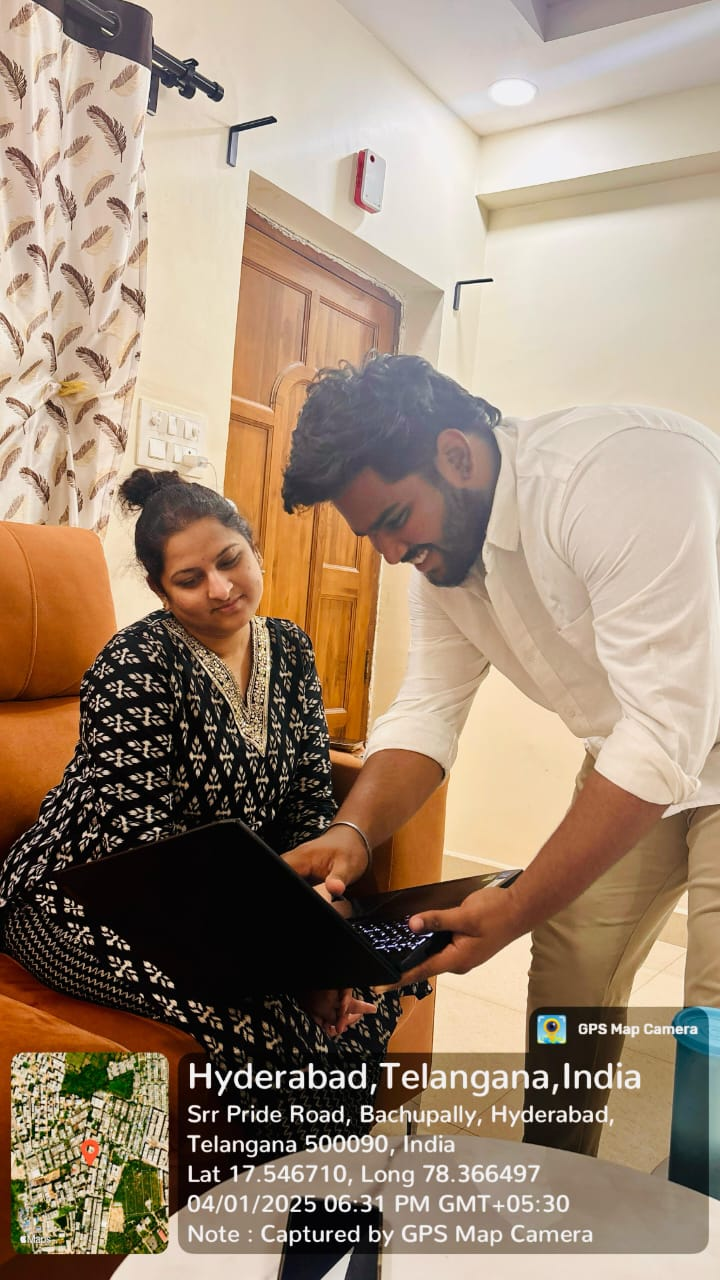 GPS Map Camera
Hyderabad,Telangana,India
Srr Pride Road, Bachupally, Hyderabad,
Telangana 500090, India
Lat 17.546710, Long 78.366497
04/01/2025 06:31 PM GMT+05:30
Note : Captured by GPS Map Camera
Maps